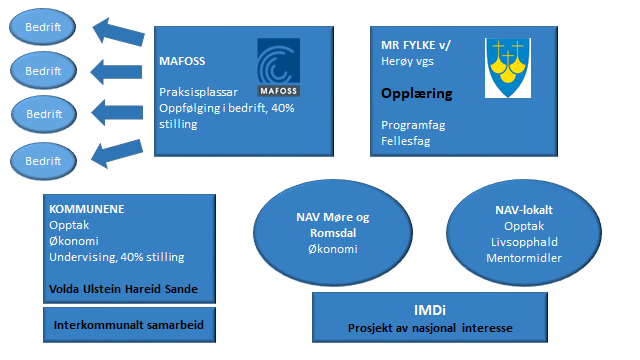 Bedrift
Bedrift
Bedrift
Bedrift
MAFOSS
Praksisplassar
Oppfølging i bedrift, 40%
stilling
MAFOSS
MR FYLKE v/
Herøy vgs
Opplæring
Programfag
Fellesfag
KOMMUNENE
Opptak
Økonomi
Undervising, 40% stilling
Volda Ulstein Hareid Sande
Interkommunalt samarbeid
NAV Møre og
Romsdal
Økonomi
NAV-lokalt
Opptak
Livsopphald
Mentormidler
IMDi
Prosjekt av nasjonal interesse